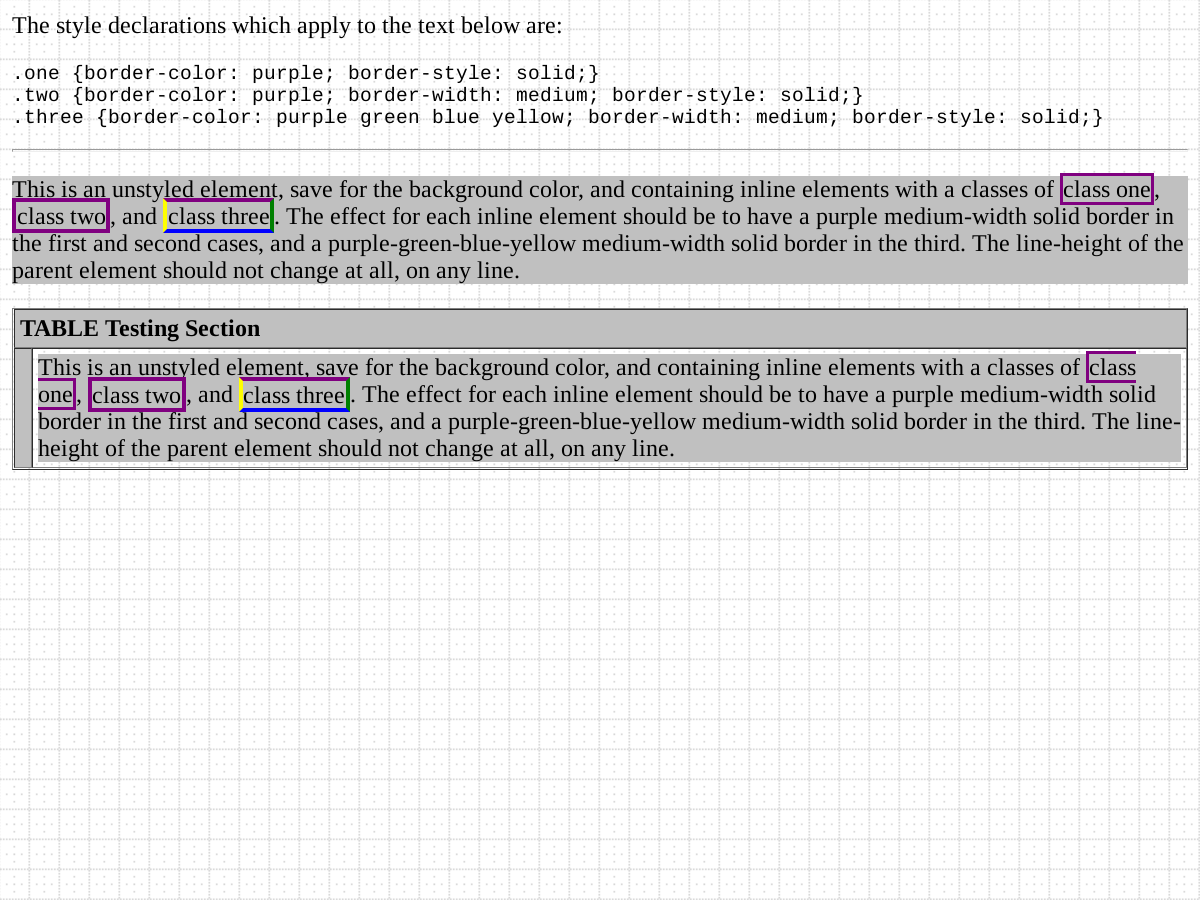 The style declarations which apply to the text below are:
.one {border-color: purple; border-style: solid;}
.two {border-color: purple; border-width: medium; border-style: solid;}
.three {border-color: purple green blue yellow; border-width: medium; border-style: solid;}
This is an unstyled element, save for the background color, and containing inline elements with a classes of class one,
class two, and class three. The effect for each inline element should be to have a purple medium-width solid border in
the first and second cases, and a purple-green-blue-yellow medium-width solid border in the third. The line-height of the
parent element should not change at all, on any line.
TABLE Testing Section
This is an unstyled element, save for the background color, and containing inline elements with a classes of class
one, class two, and class three. The effect for each inline element should be to have a purple medium-width solid
border in the first and second cases, and a purple-green-blue-yellow medium-width solid border in the third. The line-
height of the parent element should not change at all, on any line.